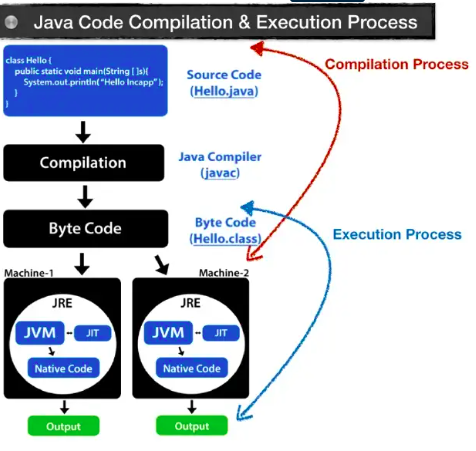 Java Code Compilation & Execution Process
class Hello {
public static void main(String [ ]s){
System.out.println( "Hello Incapp" );
}
}
Source Code
(Hello.java)
Compilation Process
Compilation
Java Compiler
(javac)
Byte Code
Byte Code
(Hello.class)
Execution Process
Machine-1
Machine-2
JRE
JVM
JIT
Native Code
Output
JRE
JVM
JIT
Native Code
Output